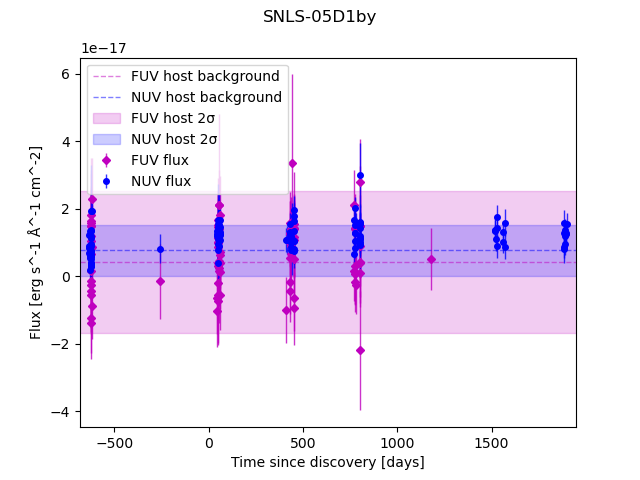 SNLS-05D1by
1e−17
FUV host background
NUV host background
FUV host 2σ
NUV host 2σ
FUV flux
NUV flux
Flux [erg s^-1 Å^-1 cm^-2]
6
4
2
0
−2
−4
−500
0
500
1000
1500
Time since discovery [days]